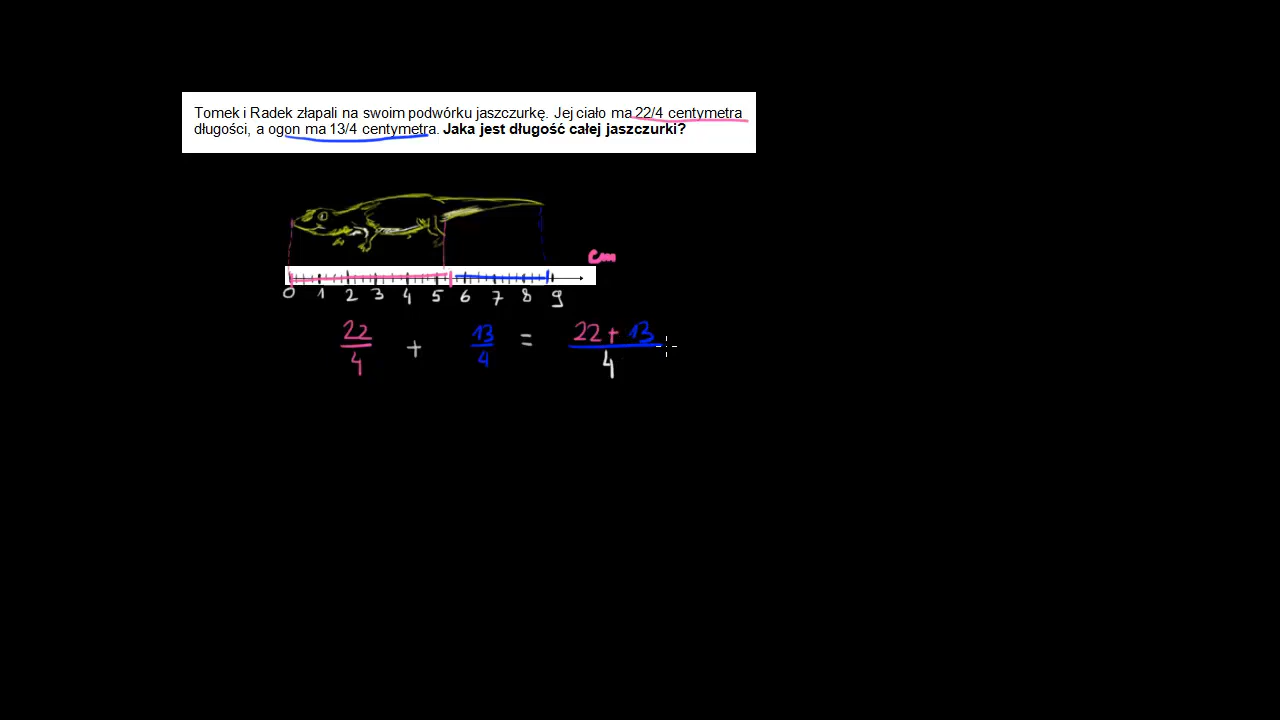 Tomek i Radek złapali na swoim podwórku jaszczurkę. Jej ciało ma 22/4 centymetra
długości, a ogon ma 13/4 centymetra. Jaka jest długość całej jaszczurki?
cm
0 1 2 3 4 5 6 7 8 9
22/4 + 13/4 = 22 + 13/4